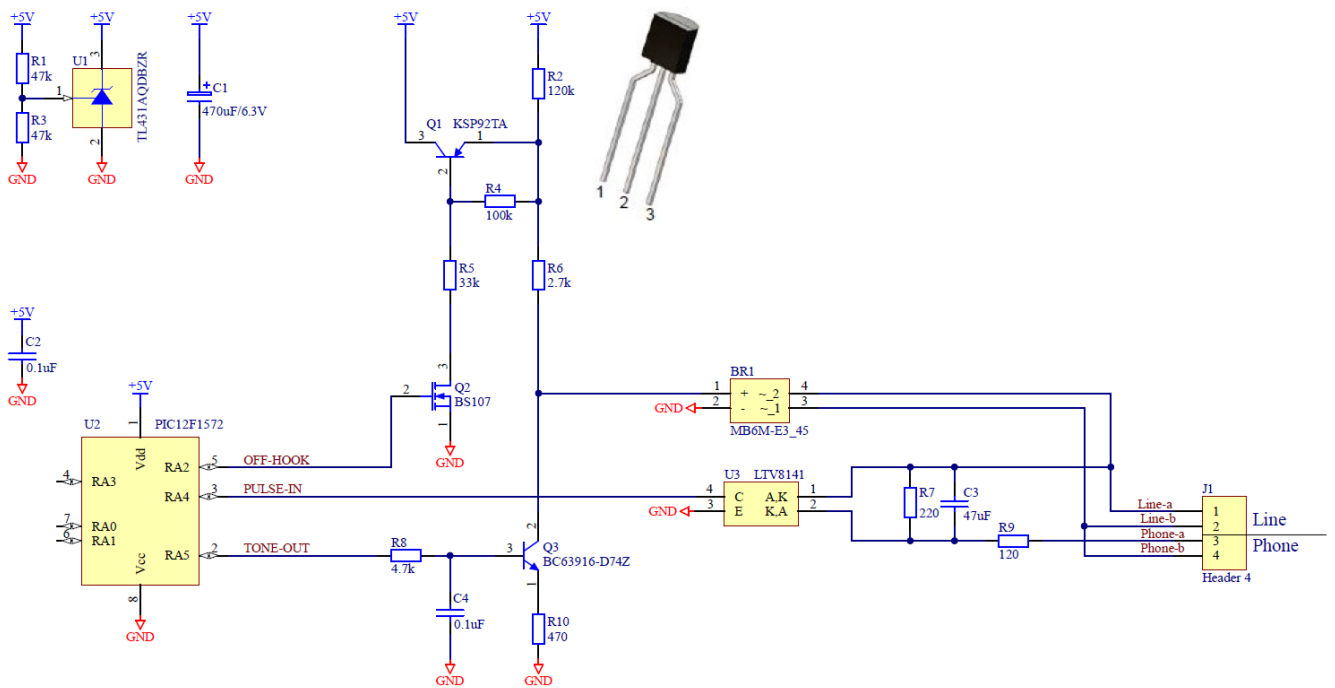 +5V
+5V
+5V
+5V
+5V
R1
47k
U1
3
1
2
TL431AQDBZR
R3
47k
GND
GND
+
C1
470uF/6.3V
GND
R2
120k
Q1
KSP92TA
3
1
2
R4
100k
1
2
3
R5
33k
R6
2.7k
+5V
C2
0.1uF
GND
3
2
Q2
BS107
1
GND
BR1
1
+
~_2
4
GND
2
-
~_1
3
MB6M-E3_45
+5V
1
U2
PIC12F1572
Vdd
4
RA3
RA2
5
OFF-HOOK
RA4
3
PULSE-IN
7
RA0
6
RA1
RA5
2
TONE-OUT
Vcc
8
GND
U3
LTV8141
4
C
A,K
1
GND
3
E
K,A
2
R7
220
C3
47uF
R9
120
J1
Line-a
1
Line-b
2
Line
Phone-a
3
Phone
Phone-b
4
Header 4
R8
4.7k
C4
0.1uF
GND
2
3
Q3
BC63916-D74Z
1
R10
470
GND